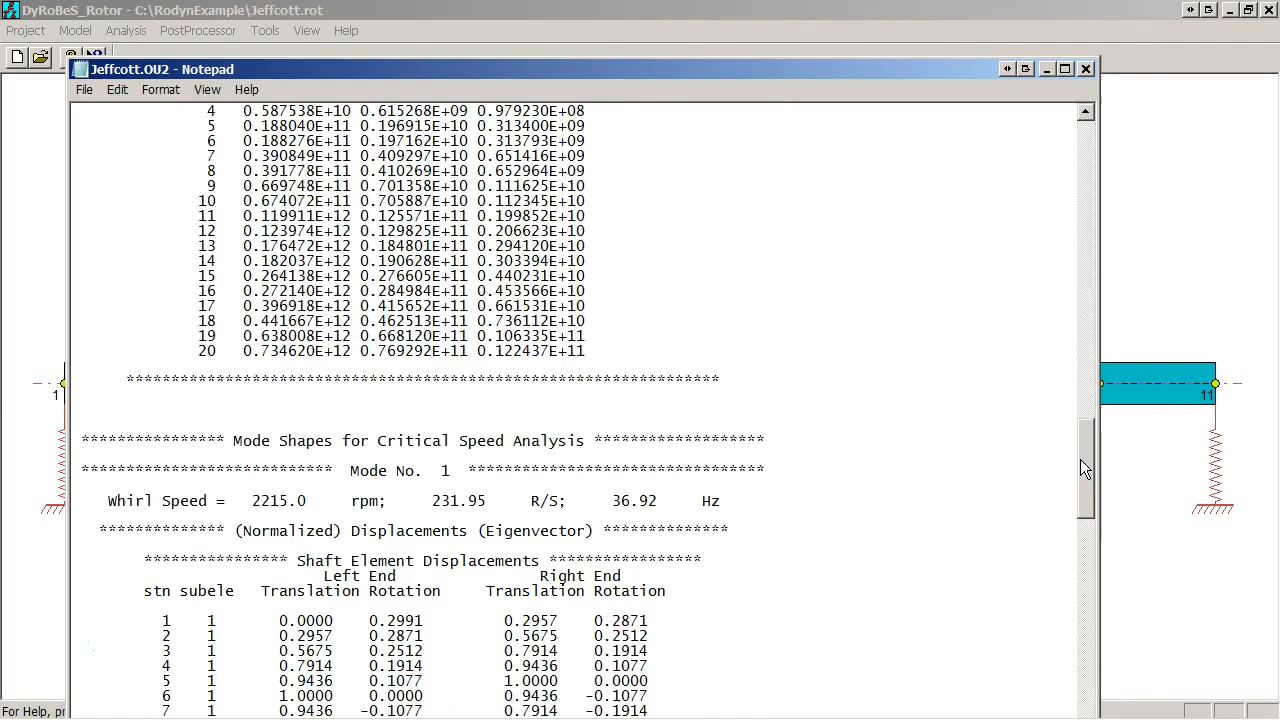 DyRoBeS_Rotor - C:\RodynExample\Jeffcott.rot
Project Model Analysis PostProcessor Tools View Help
Jeffcott.OU2 - Notepad
File Edit Format View Help
4 0.587538E+10 0.615268E+09 0.979230E+08
5 0.188040E+11 0.196915E+10 0.313400E+09
6 0.188276E+11 0.197162E+10 0.313793E+09
7 0.390849E+11 0.409297E+10 0.651416E+09
8 0.391778E+11 0.410269E+10 0.652964E+09
9 0.669748E+11 0.701358E+10 0.111625E+10
10 0.674072E+11 0.705887E+10 0.112345E+10
11 0.119911E+12 0.125571E+11 0.199852E+10
12 0.123974E+12 0.129825E+11 0.206623E+10
13 0.176472E+12 0.184801E+11 0.294120E+10
14 0.182037E+12 0.190628E+11 0.303394E+10
15 0.264138E+12 0.276605E+11 0.440231E+10
16 0.272140E+12 0.284984E+11 0.453566E+10
17 0.396918E+12 0.415652E+11 0.661531E+10
18 0.441667E+12 0.462513E+11 0.736112E+10
19 0.638008E+12 0.668120E+11 0.106335E+11
20 0.734620E+12 0.769292E+11 0.122437E+11
******************************************************************
**************** Mode Shapes for Critical Speed Analysis *******************
**************************** Mode No. 1 *********************************
Whirl Speed = 2215.0 rpm; 231.95 R/S; 36.92 Hz
************** (Normalized) Displacements (Eigenvector) **************
**************** Shaft Element Displacements *****************
Left End Right End
stn subele Translation Rotation Translation Rotation
1 1 0.0000 0.2991 0.2957 0.2871
2 1 0.2957 0.2871 0.5675 0.2512
3 1 0.5675 0.2512 0.7914 0.1914
4 1 0.7914 0.1914 0.9436 0.1077
5 1 0.9436 0.1077 1.0000 0.0000
6 1 1.0000 0.0000 0.9436 -0.1077
7 1 0.9436 -0.1077 0.7914 -0.1914
1
11
For Help, pr